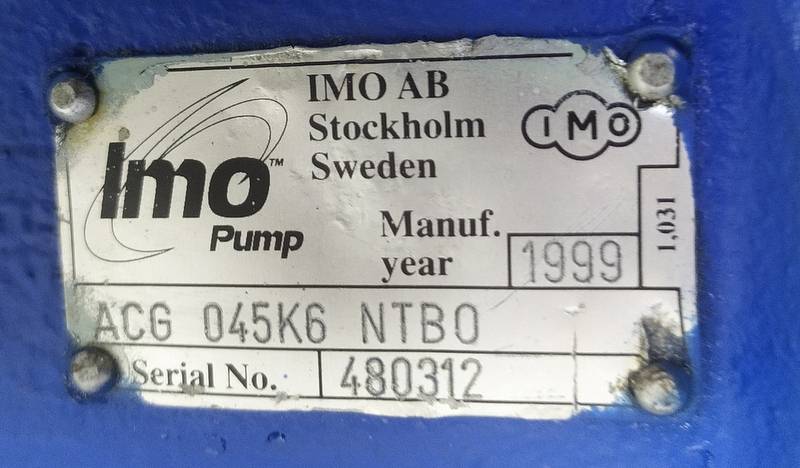 IMO AB
Stockholm
Sweden
IMO
Imo™
Pump
Manuf.
year
1999
1,031
ACG 045K6 NTBO
Serial No. 480312